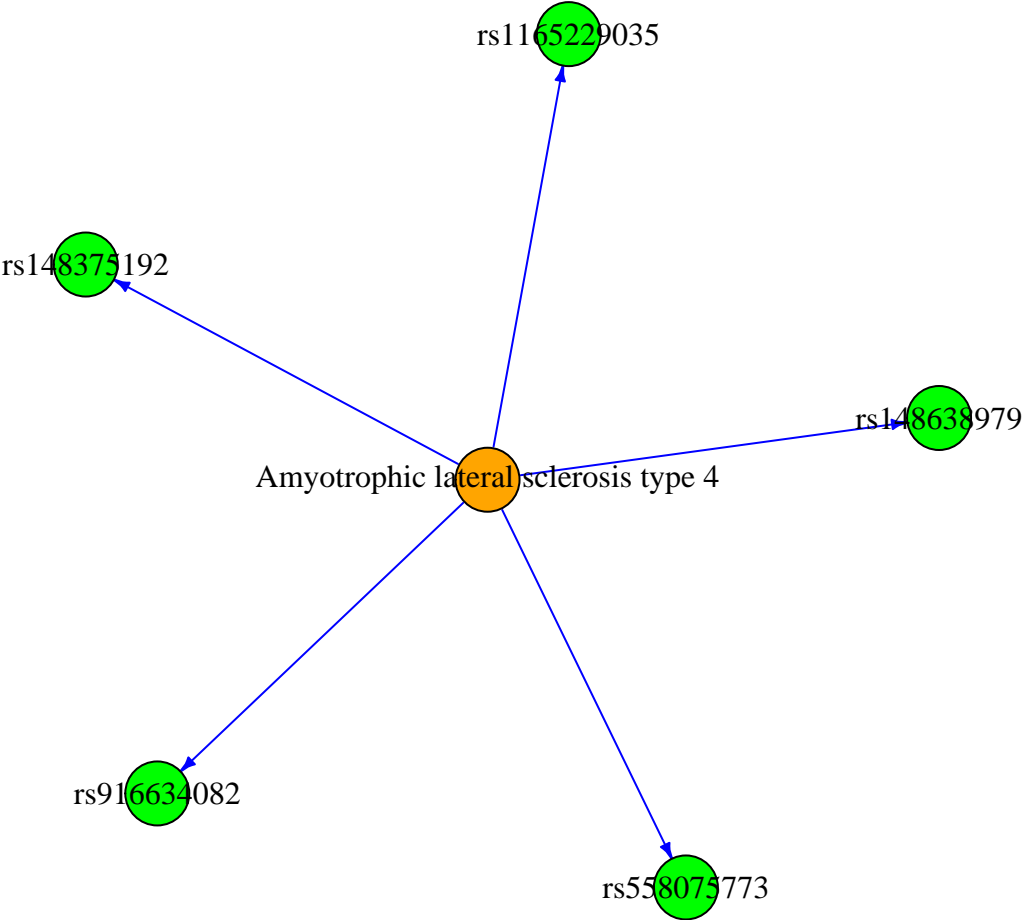 rs1165229035
rs148375192
rs148638979
Amyotrophic lateral sclerosis type 4
rs916634082
rs558075773